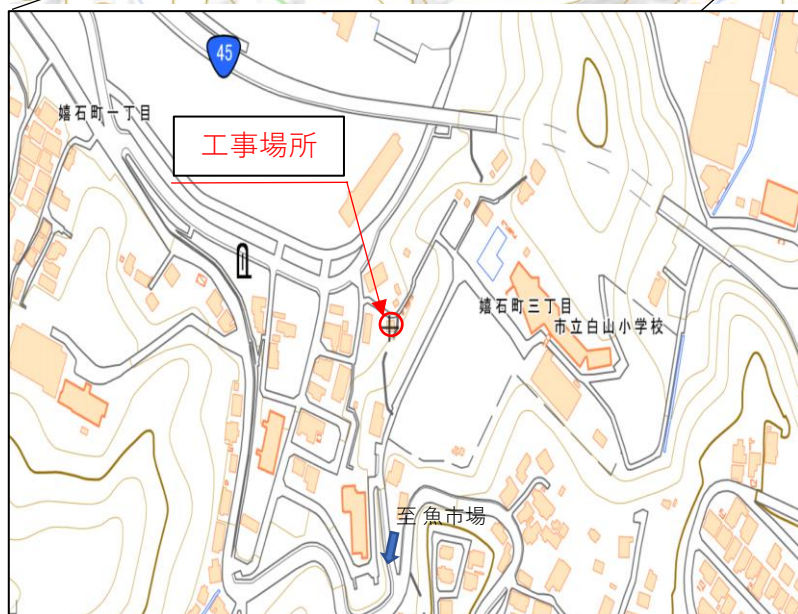 45
嬉石町一丁目
工事場所
嬉石町三丁目
市立白山小学校
至 魚市場